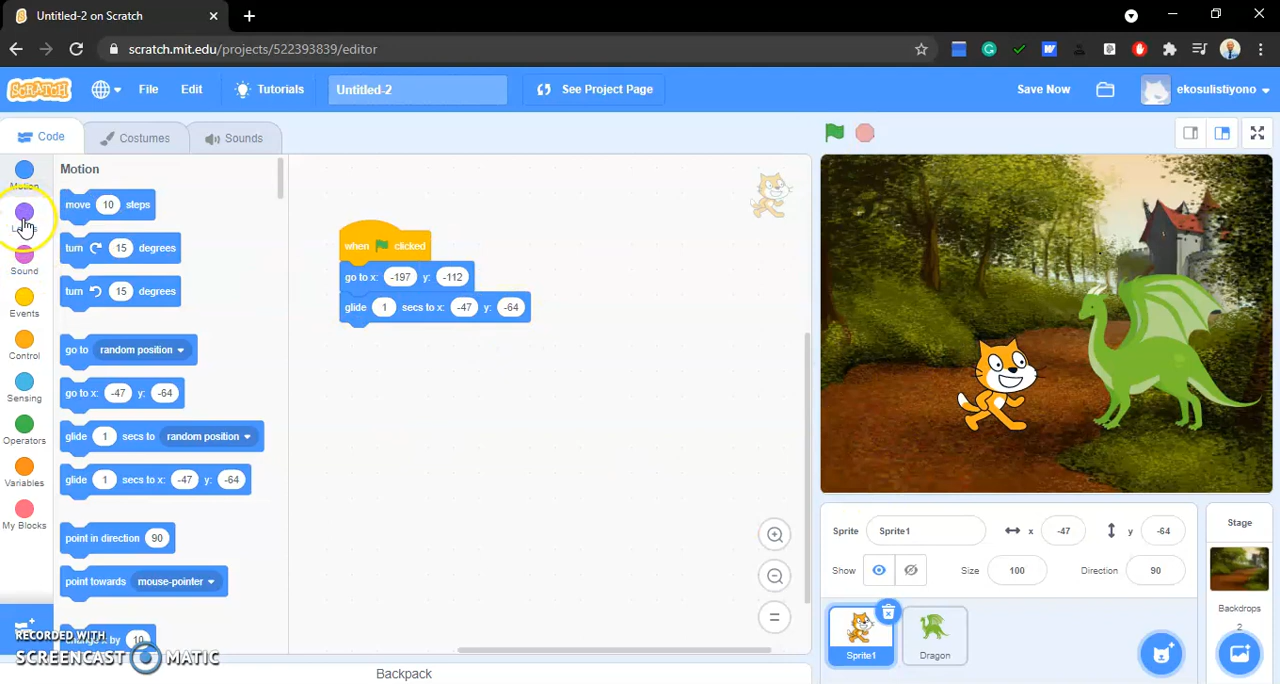 Untitled-2 on Scratch
scratch.mit.edu/projects/522393839/editor
SCRATCH
File
Edit
Tutorials
Untitled-2
See Project Page
Save Now
ekosulistiyono
Code
Costumes
Sounds
Motion
Sound
Events
Control
Sensing
Operators
Variables
My Blocks
Motion
move 10 steps
turn 15 degrees
turn 15 degrees
go to random position
go to x: -47 y: -64
glide 1 secs to random position
glide 1 secs to x: -47 y: -64
point in direction 90
point towards mouse-pointer
change x by 10
when clicked
go to x: -197 y: -112
glide 1 secs to x: -47 y: -64
Sprite
Sprite1
x
-47
y
-64
Show
Size
100
Direction
90
Sprite1
Dragon
Stage
Backdrops
2
Backpack
RECORDED WITH
SCREENCAST MATIC